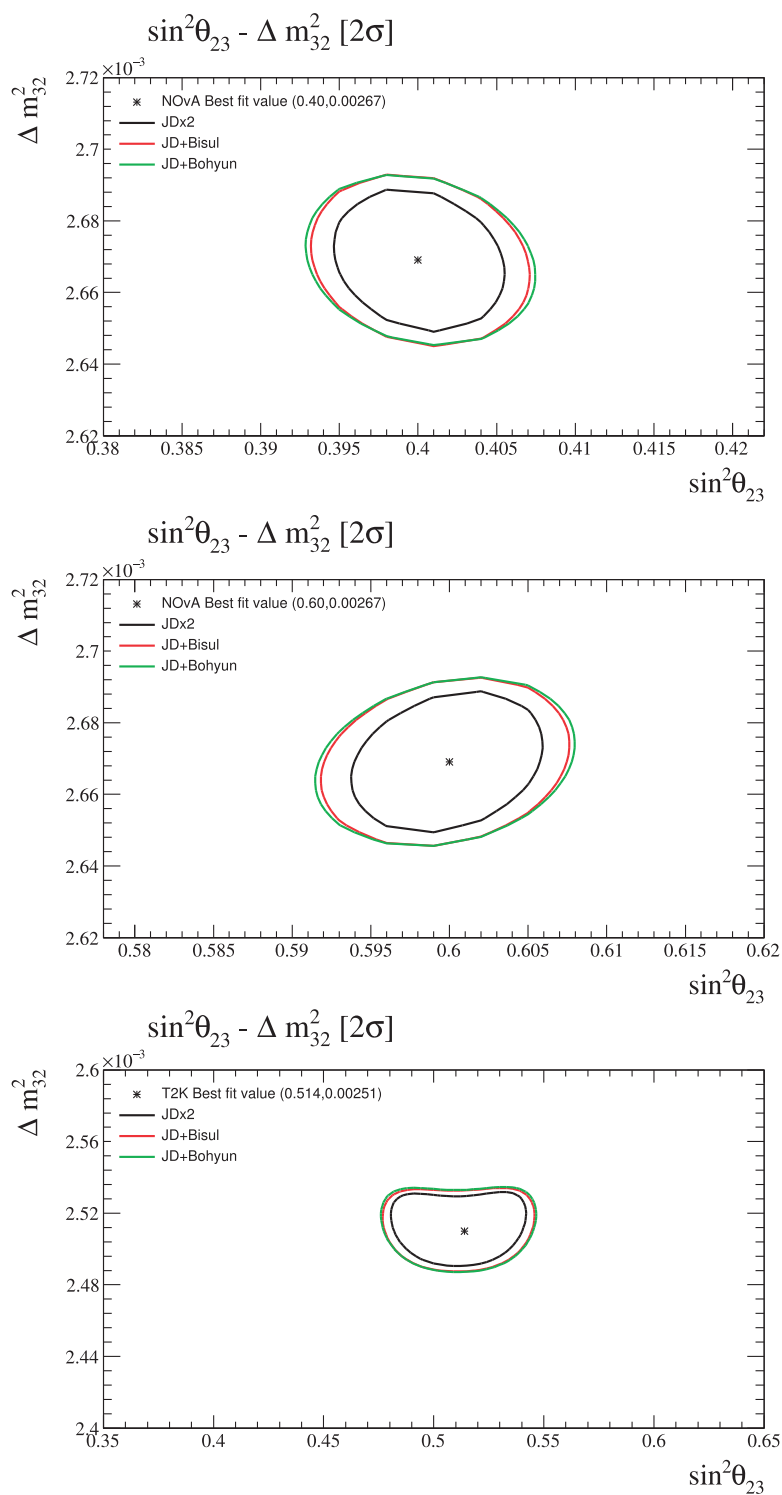 sin²θ₂₃ - Δ m²₃₂ [2σ]
×10⁻³
Δ m²₃₂
2.72
2.7
2.68
2.66
2.64
2.62
NOvA Best fit value (0.40,0.00267)
JDx2
JD+Bisul
JD+Bohyun
0.38 0.385 0.39 0.395 0.4 0.405 0.41 0.415 0.42
sin²θ₂₃
sin²θ₂₃ - Δ m²₃₂ [2σ]
×10⁻³
Δ m²₃₂
2.72
2.7
2.68
2.66
2.64
2.62
NOvA Best fit value (0.60,0.00267)
JDx2
JD+Bisul
JD+Bohyun
0.58 0.585 0.59 0.595 0.6 0.605 0.61 0.615 0.62
sin²θ₂₃
sin²θ₂₃ - Δ m²₃₂ [2σ]
×10⁻³
Δ m²₃₂
2.6
2.56
2.52
2.48
2.44
2.4
T2K Best fit value (0.514,0.00251)
JDx2
JD+Bisul
JD+Bohyun
0.35 0.4 0.45 0.5 0.55 0.6 0.65
sin²θ₂₃